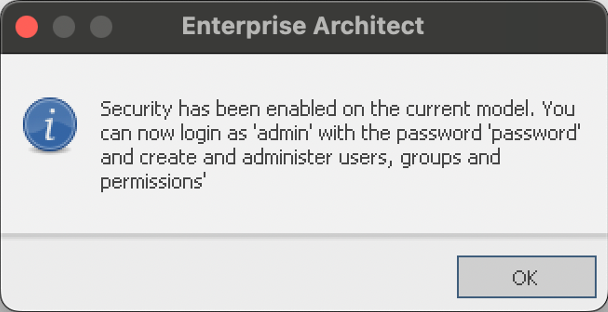 Enterprise Architect
i
Security has been enabled on the current model. You
can now login as 'admin' with the password 'password'
and create and administer users, groups and
permissions'
OK